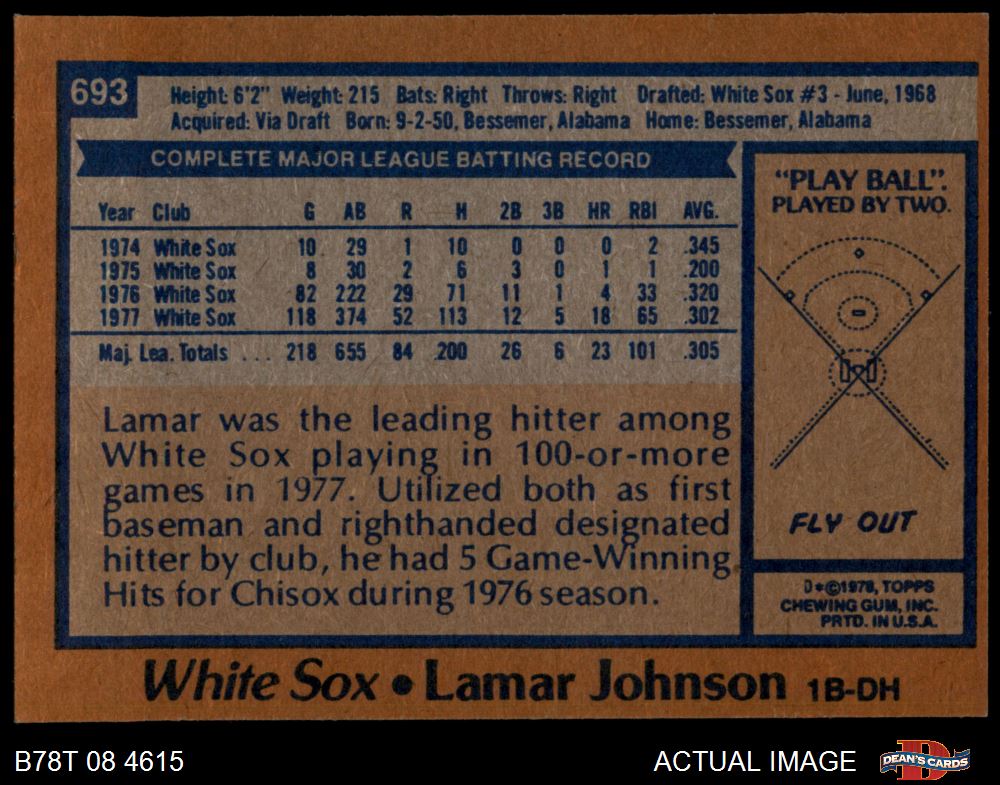 693
Height: 6'2" Weight: 215 Bats: Right Throws: Right Drafted: White Sox #3 - June, 1968
Acquired: Via Draft Born: 9-2-50, Bessemer, Alabama Home: Bessemer, Alabama
COMPLETE MAJOR LEAGUE BATTING RECORD
Year Club G AB R H 2B 3B HR RBI AVG.
1974 White Sox 10 29 1 10 0 0 0 2 .345
1975 White Sox 8 30 2 6 3 0 1 1 .200
1976 White Sox 82 222 29 71 11 1 4 33 .320
1977 White Sox 118 374 52 113 12 5 18 65 .302
Maj. Lea. Totals ... 218 655 84 200 26 6 23 101 .305
Lamar was the leading hitter among
White Sox playing in 100-or-more
games in 1977. Utilized both as first
baseman and righthanded designated
hitter by club, he had 5 Game-Winning
Hits for Chisox during 1976 season.
"PLAY BALL".
PLAYED BY TWO.
FLY OUT
D*©1978, TOPPS
CHEWING GUM, INC.
PRTD. IN U.S.A.
White Sox • Lamar Johnson 1B-DH
B78T 08 4615
ACTUAL IMAGE
DEAN'S CARDS